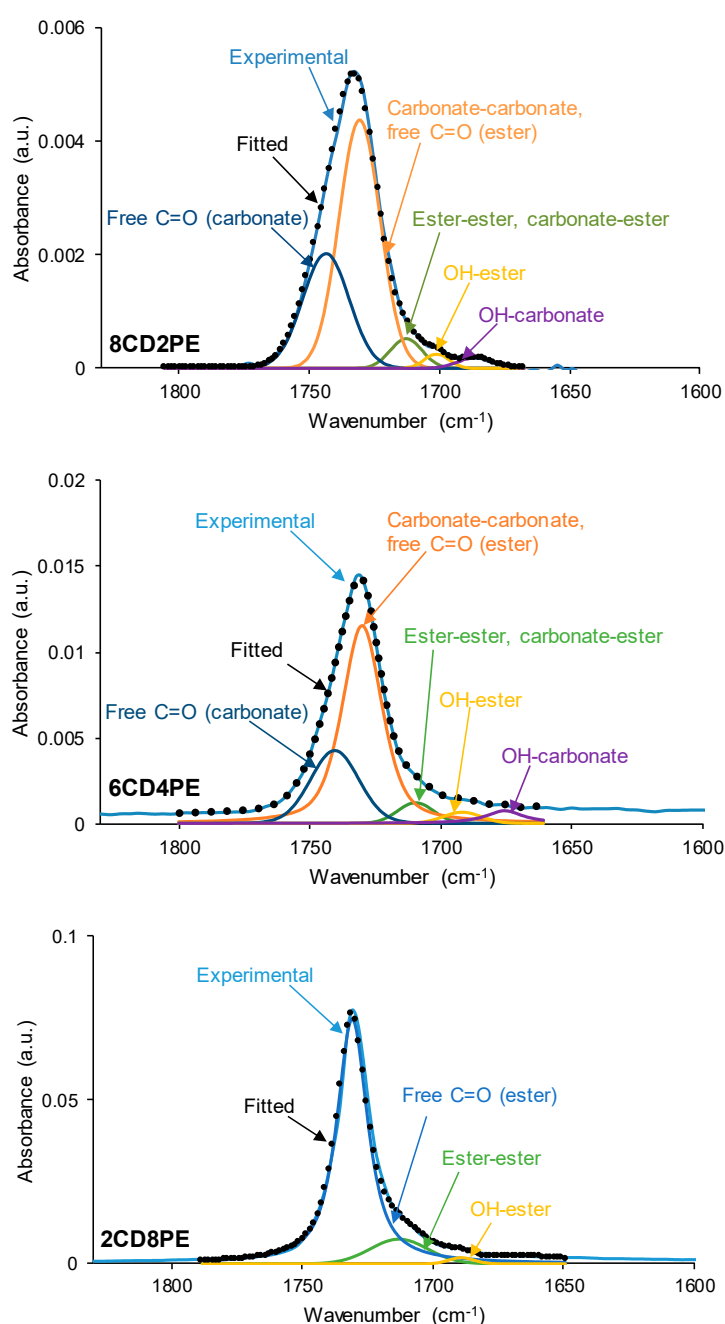 0.006
Experimental
Carbonate-carbonate,
free C=O (ester)
0.004
Fitted
Absorbance (a.u.)
Free C=O (carbonate)
Ester-ester, carbonate-ester
0.002
OH-ester
OH-carbonate
8CD2PE
0
1800 1750 1700 1650 1600
Wavenumber (cm-1)
0.02
Experimental
Carbonate-carbonate,
free C=O (ester)
0.015
Absorbance (a.u.)
0.01
Ester-ester, carbonate-ester
Fitted
OH-ester
Free C=O (carbonate)
0.005
OH-carbonate
6CD4PE
0
1800 1750 1700 1650 1600
Wavenumber (cm-1)
0.1
Experimental
Absorbance (a.u.)
0.05
Fitted
Free C=O (ester)
Ester-ester
OH-ester
2CD8PE
0
1800 1750 1700 1650 1600
Wavenumber (cm-1)